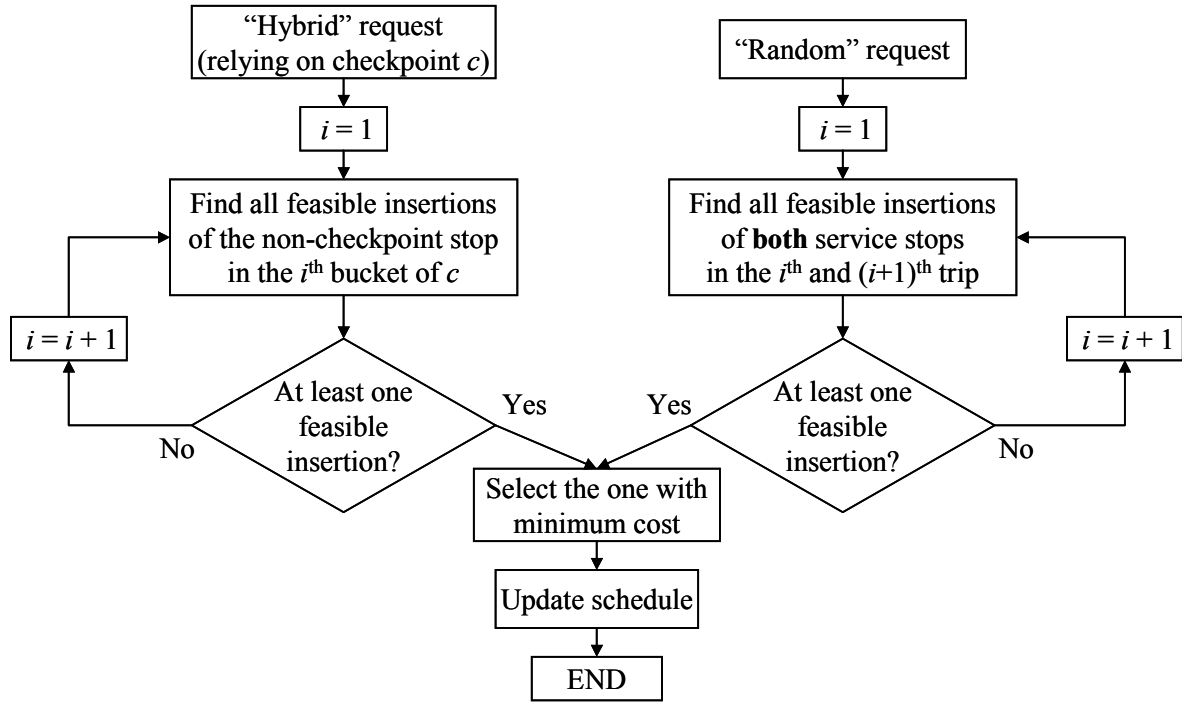 “Hybrid” request
(relying on checkpoint c)
i = 1
Find all feasible insertions
of the non-checkpoint stop
in the ith bucket of c
i = i + 1
At least one
feasible
insertion?
No
Yes
“Random” request
i = 1
Find all feasible insertions
of both service stops
in the ith and (i+1)th trip
i = i + 1
At least one
feasible
insertion?
Yes
No
Select the one with
minimum cost
Update schedule
END